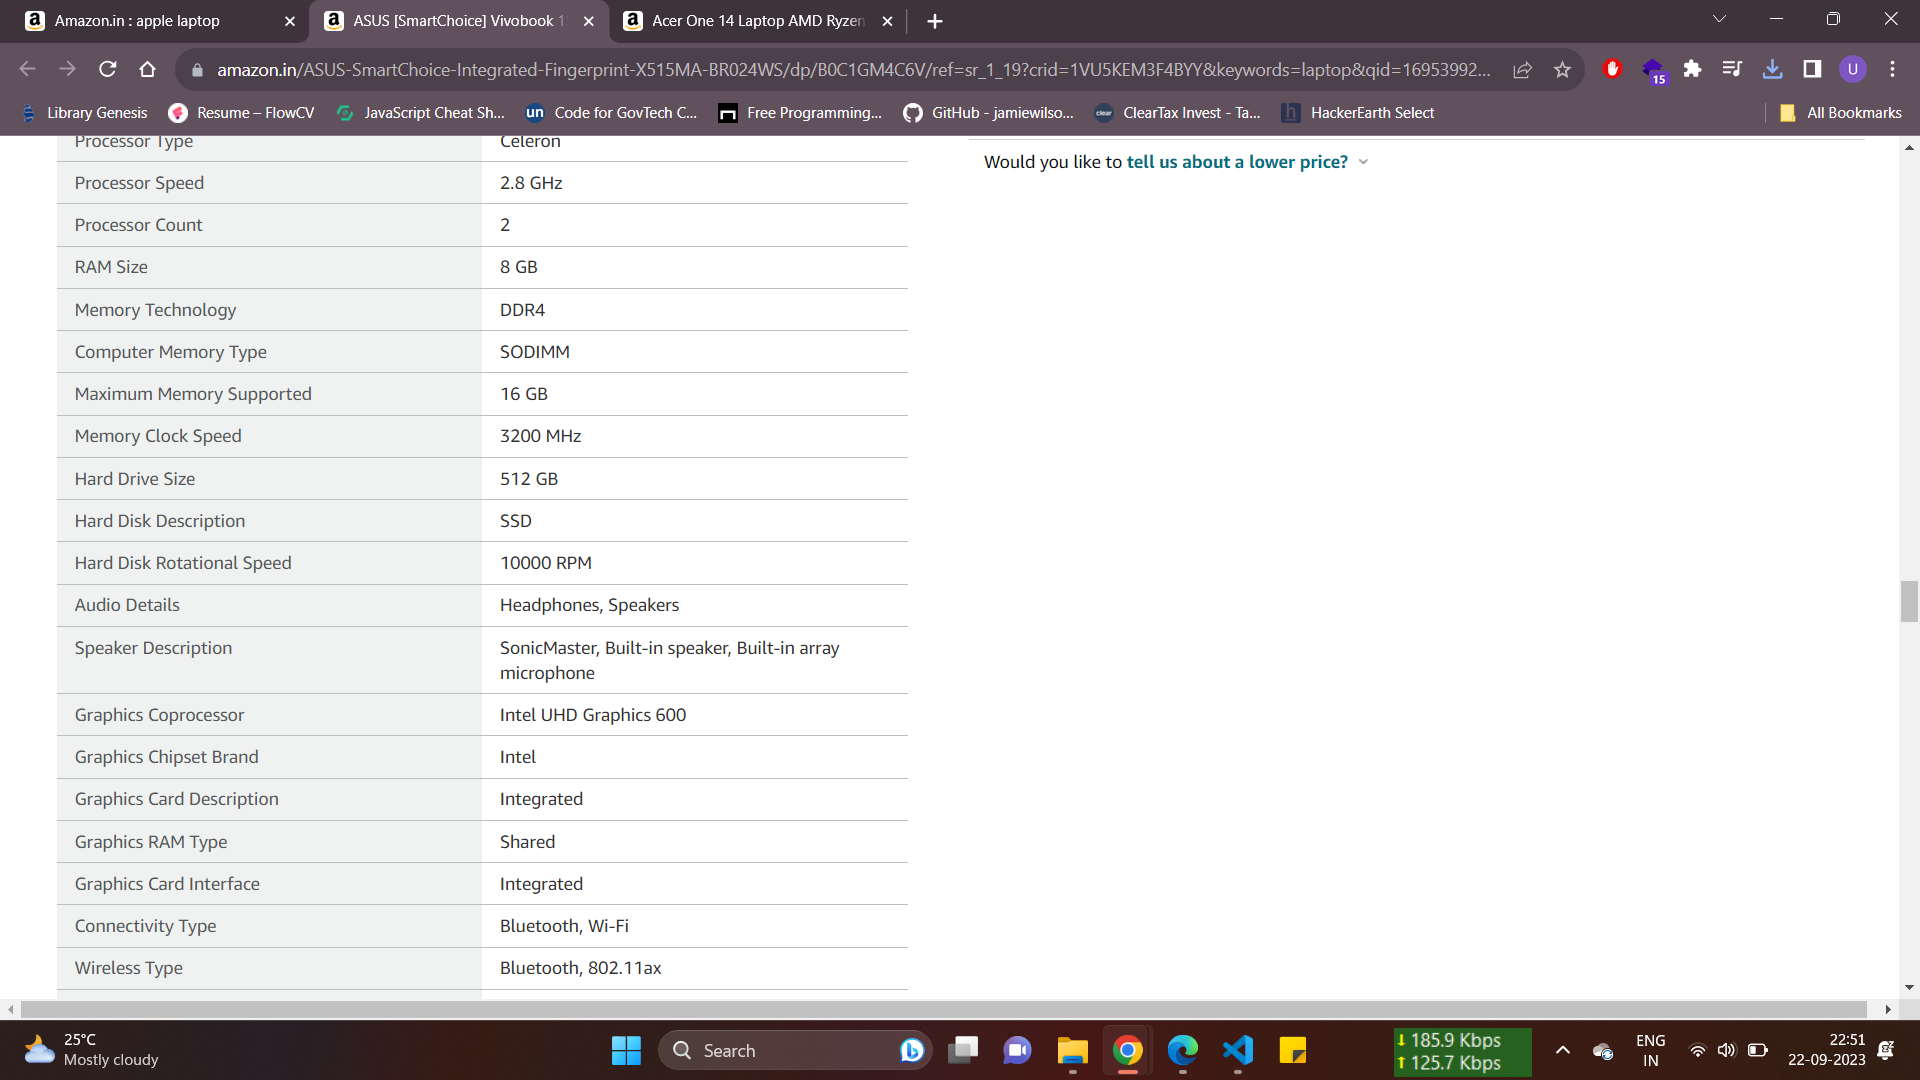 Amazon.in : apple laptop
ASUS [SmartChoice] Vivobook 1
Acer One 14 Laptop AMD Ryzen
amazon.in/ASUS-SmartChoice-Integrated-Fingerprint-X515MA-BR024WS/dp/B0C1GM4C6V/ref=sr_1_19?crid=1VU5KEM3F4BYY&keywords=laptop&qid=16953992...
15
U
Library Genesis
Resume – FlowCV
JavaScript Cheat Sh...
un Code for GovTech C...
Free Programming...
GitHub - jamiewilso...
clear ClearTax Invest - Ta...
h HackerEarth Select
All Bookmarks
Processor Type Celeron
Would you like to tell us about a lower price?
Processor Speed 2.8 GHz
Processor Count 2
RAM Size 8 GB
Memory Technology DDR4
Computer Memory Type SODIMM
Maximum Memory Supported 16 GB
Memory Clock Speed 3200 MHz
Hard Drive Size 512 GB
Hard Disk Description SSD
Hard Disk Rotational Speed 10000 RPM
Audio Details Headphones, Speakers
Speaker Description SonicMaster, Built-in speaker, Built-in array
microphone
Graphics Coprocessor Intel UHD Graphics 600
Graphics Chipset Brand Intel
Graphics Card Description Integrated
Graphics RAM Type Shared
Graphics Card Interface Integrated
Connectivity Type Bluetooth, Wi-Fi
Wireless Type Bluetooth, 802.11ax
25°C
Mostly cloudy
Search
185.9 Kbps
125.7 Kbps
ENG
IN
22:51
22-09-2023